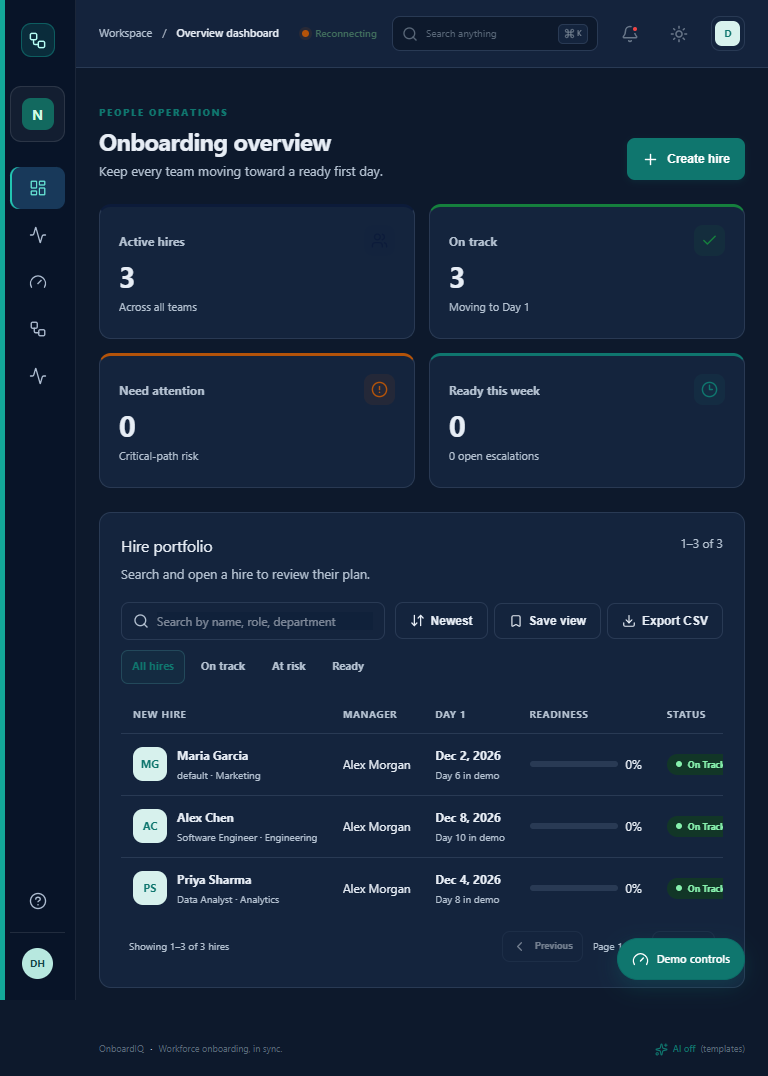 Workspace / Overview dashboard
Reconnecting
Search anything
⌘ K
D
N
PEOPLE OPERATIONS
Onboarding overview
Keep every team moving toward a ready first day.
Create hire
Active hires
3
Across all teams
On track
3
Moving to Day 1
Need attention
0
Critical-path risk
Ready this week
0
0 open escalations
Hire portfolio
1–3 of 3
Search and open a hire to review their plan.
Search by name, role, department
Newest
Save view
Export CSV
All hires
On track
At risk
Ready
NEW HIRE MANAGER DAY 1 READINESS STATUS
MG Maria Garcia Alex Morgan Dec 2, 2026 0% On Track
default · Marketing Day 6 in demo
AC Alex Chen Alex Morgan Dec 8, 2026 0% On Track
Software Engineer · Engineering Day 10 in demo
PS Priya Sharma Alex Morgan Dec 4, 2026 0% On Track
Data Analyst · Analytics Day 8 in demo
Showing 1–3 of 3 hires
Previous
Page 1
Demo controls
DH
OnboardIQ · Workforce onboarding, in sync.
AI off (templates)